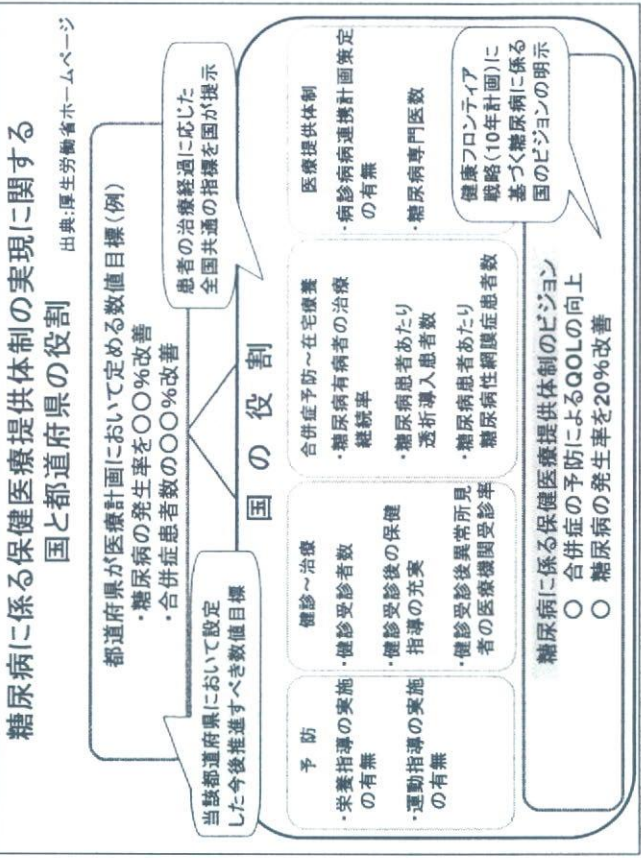 糖尿病に係る保健医療提供体制の実現に関する
国と都道府県の役割
出典:厚生労働省ホームページ
都道府県が医療計画において定める数値目標(例)
・糖尿病の発生率を〇〇%改善
・合併症患者数の〇〇%改善
当該都道府県において設定
した今後推進すべき数値目標
患者の治療経過に応じた
全国共通の指標を国が提示
国の役割
予防
・栄養指導の実施
の有無
・運動指導の実施
の有無
健診~治療
・健診受診者数
・健診受診後の保健
指導の充実
・健診受診後異常所見
者の医療機関受診率
合併症予防~在宅療養
・糖尿病有病者の治療
継続率
・糖尿病患者あたり
透析導入患者数
・糖尿病患者あたり
糖尿病性網膜症患者数
医療提供体制
・病診病病連携計画策定
の有無
・糖尿病専門医数
糖尿病に係る保健医療提供体制のビジョン
〇 合併症の予防によるQOLの向上
〇 糖尿病の発生率を20%改善
健康フロンティア
戦略(10年計画)に
基づく糖尿病に係る
国のビジョンの明示